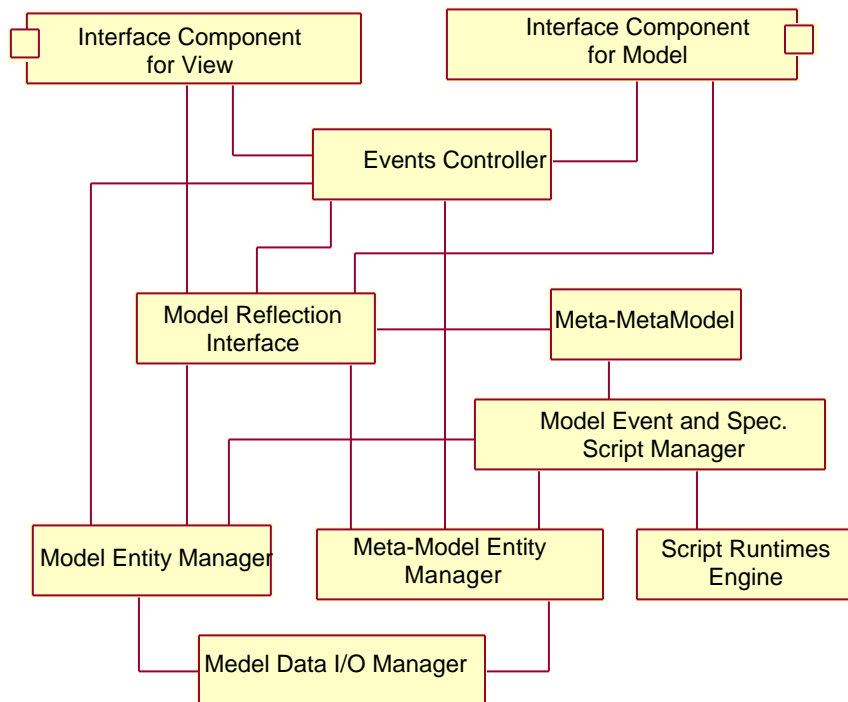 Interface Component
for View
Interface Component
for Model
Events Controller
Model Reflection
Interface
Meta-MetaModel
Model Event and Spec.
Script Manager
Model Entity Manager
Meta-Model Entity
Manager
Script Runtimes
Engine
Medel Data I/O Manager